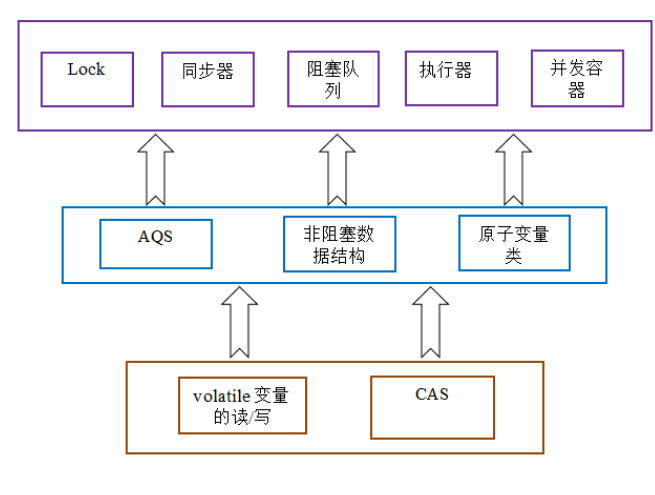 Lock
同步器
阻塞队
列
执行器
并发容
器
AQS
非阻塞数
据结构
原子变量
类
volatile 变量
的读/写
CAS